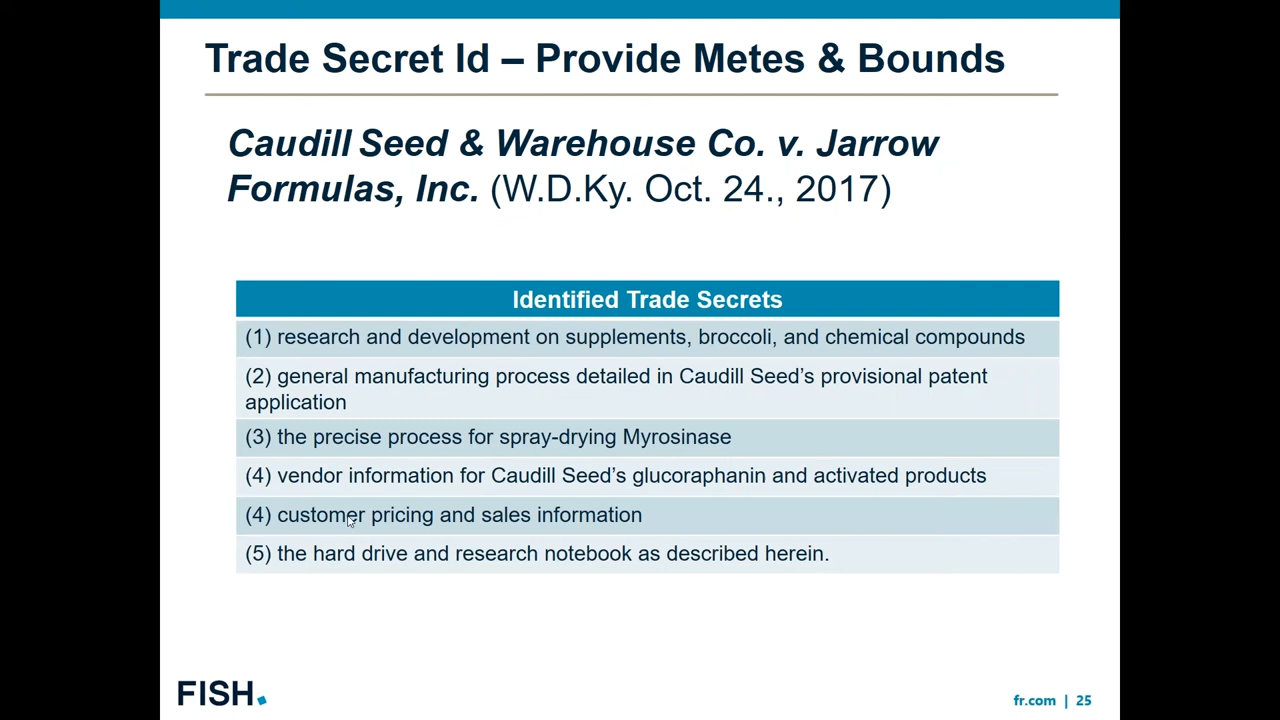 Trade Secret Id – Provide Metes & Bounds
Caudill Seed & Warehouse Co. v. Jarrow
Formulas, Inc. (W.D.Ky. Oct. 24., 2017)
Identified Trade Secrets
(1) research and development on supplements, broccoli, and chemical compounds
(2) general manufacturing process detailed in Caudill Seed’s provisional patent
application
(3) the precise process for spray-drying Myrosinase
(4) vendor information for Caudill Seed’s glucoraphanin and activated products
(4) customer pricing and sales information
(5) the hard drive and research notebook as described herein.
FISH.
fr.com | 25